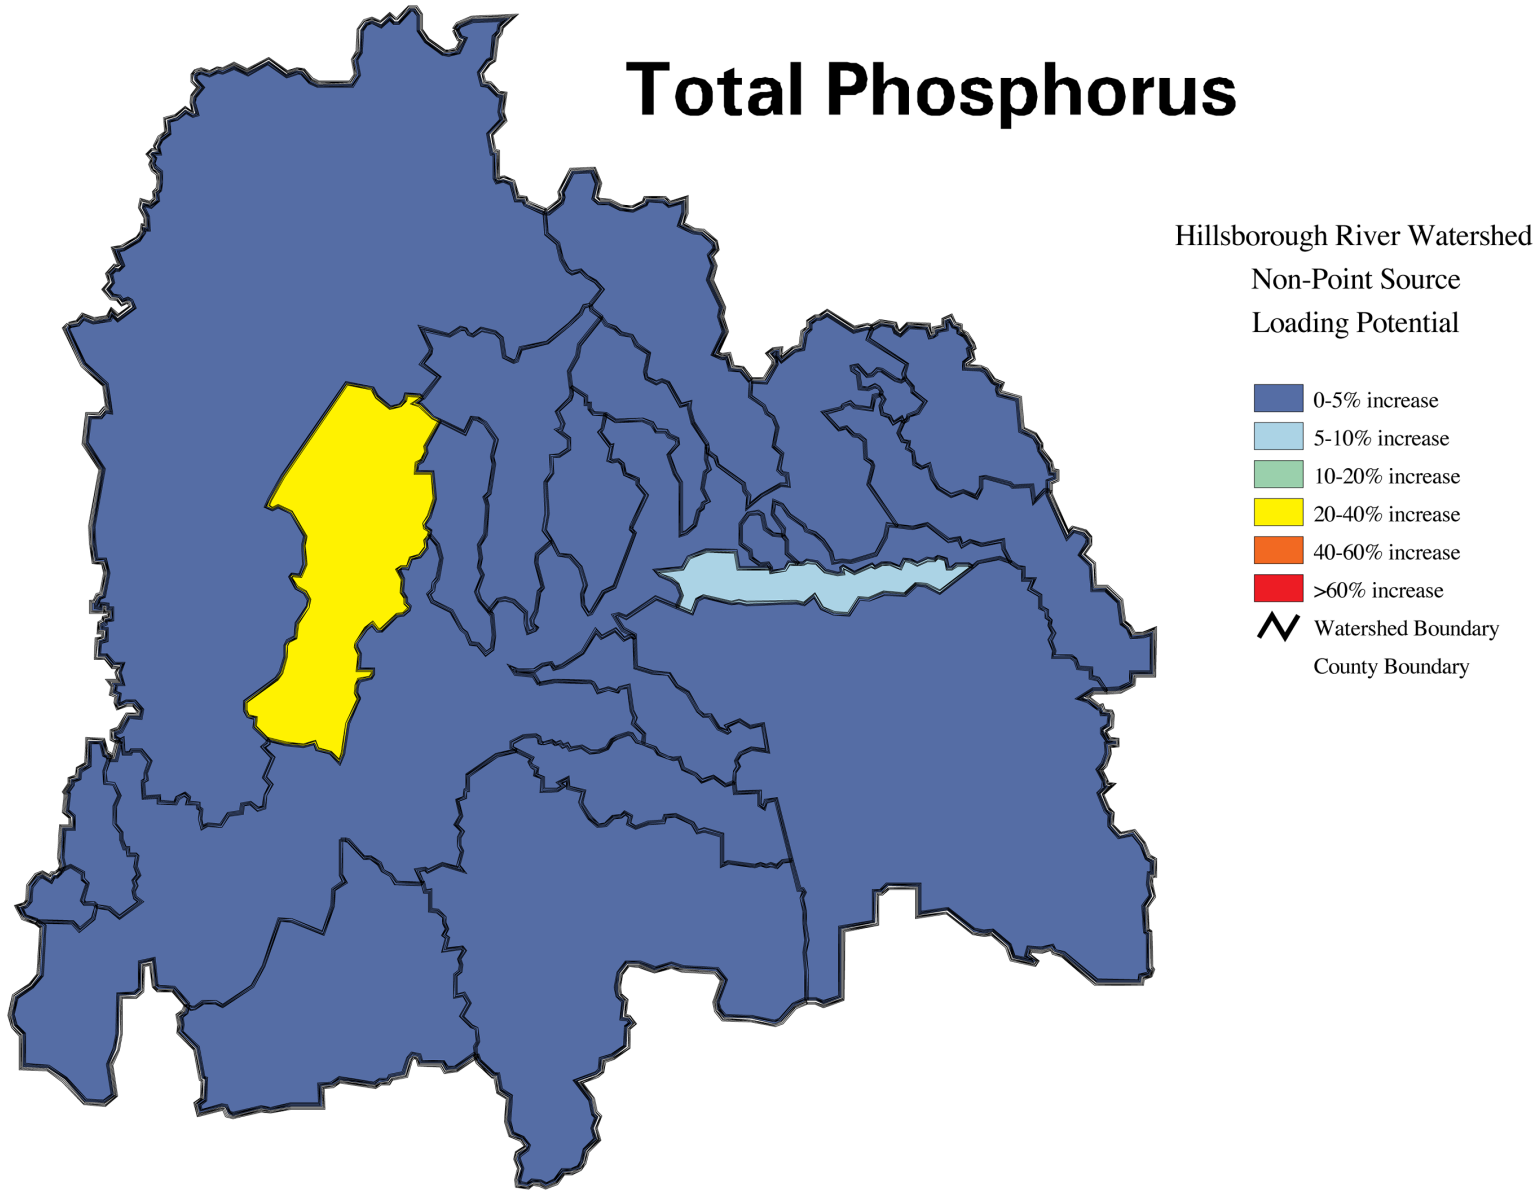 Total Phosphorus
Hillsborough River Watershed
Non-Point Source
Loading Potential
0-5% increase
5-10% increase
10-20% increase
20-40% increase
40-60% increase
>60% increase
Watershed Boundary
County Boundary